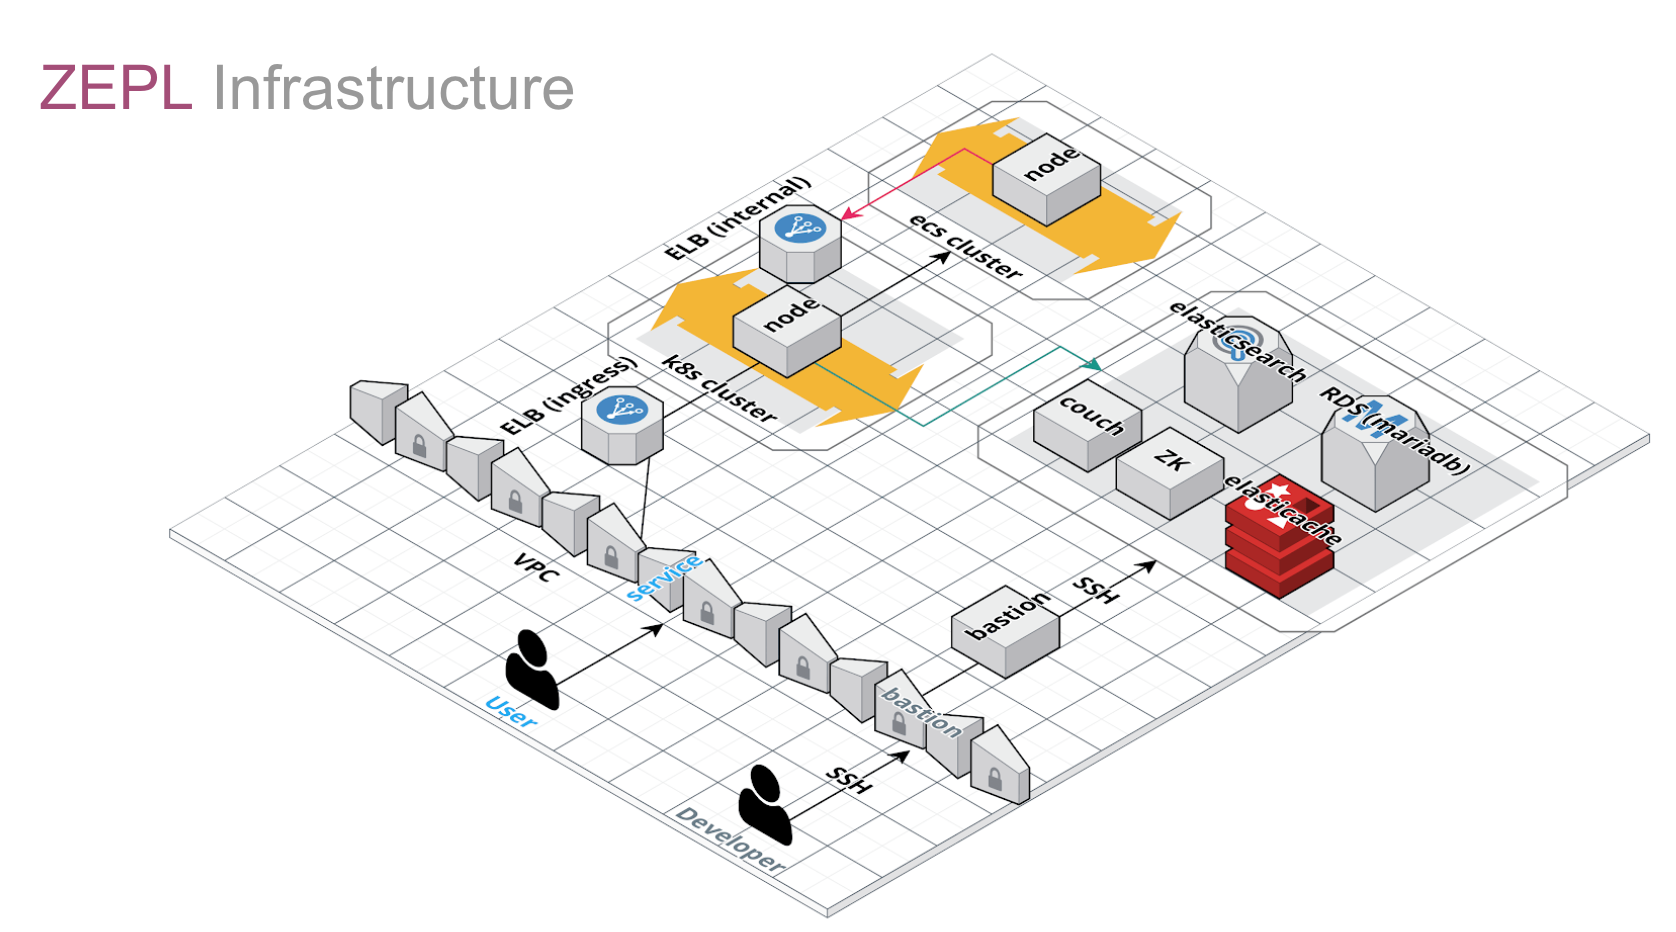 ZEPL Infrastructure
node
ELB (internal)
ecs cluster
node
elasticsearch
ELB (ingress)
k8s cluster
couch
RDS(mariadb)
ZK
elasticache
VPC
service
SSH
bastion
User
bastion
SSH
Developer